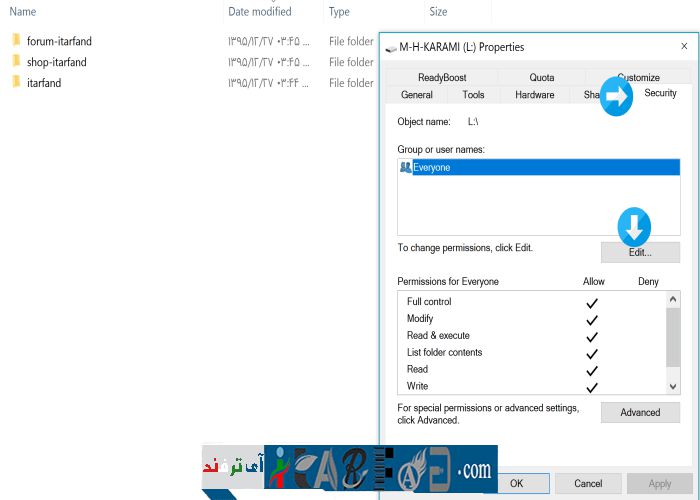 Name Date modified Type Size
forum-itarfand ۱۳۹۵/۱۲/۲۷ ۰۳:۴۵ ... File folder
shop-itarfand ۱۳۹۵/۱۲/۲۷ ۰۳:۴۵ ... File folder
itarfand ۱۳۹۵/۱۲/۲۷ ۰۳:۴۴ ... File folder
M-H-KARAMI (L:) Properties
ReadyBoost Quota Customize
General Tools Hardware Security
Object name: L:\
Group or user names:
Everyone
To change permissions, click Edit.
Edit...
Permissions for Everyone Allow Deny
Full control
Modify
Read & execute
List folder contents
Read
Write
For special permissions or advanced settings,
click Advanced.
Advanced
OK Cancel Apply
آی ترفند .com